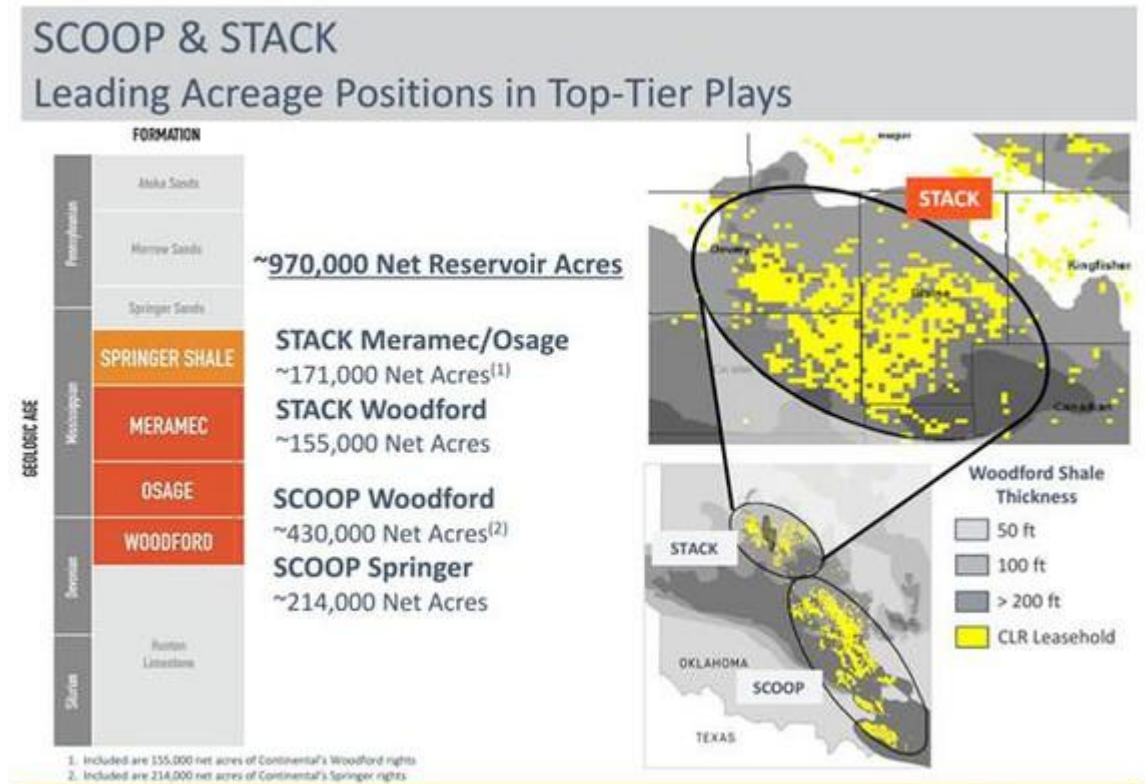 SCOOP & STACK
Leading Acreage Positions in Top-Tier Plays
FORMATION
GEOLOGIC AGE
Pennsylvanian
Mississippian
Devonian
Silurian
Atoka Sands
Morrow Sands
Springer Sands
SPRINGER SHALE
MERAMEC
OSAGE
WOODFORD
Hunton
Limestone
~970,000 Net Reservoir Acres
STACK Meramec/Osage
~171,000 Net Acres(1)
STACK Woodford
~155,000 Net Acres
SCOOP Woodford
~430,000 Net Acres(2)
SCOOP Springer
~214,000 Net Acres
STACK
Dewey
Kingfisher
Blaine
Canadian
STACK
OKLAHOMA
SCOOP
TEXAS
Woodford Shale
Thickness
50 ft
100 ft
> 200 ft
CLR Leasehold
1. Included are 155,000 net acres of Continental's Woodford rights
2. Included are 214,000 net acres of Continental's Springer rights